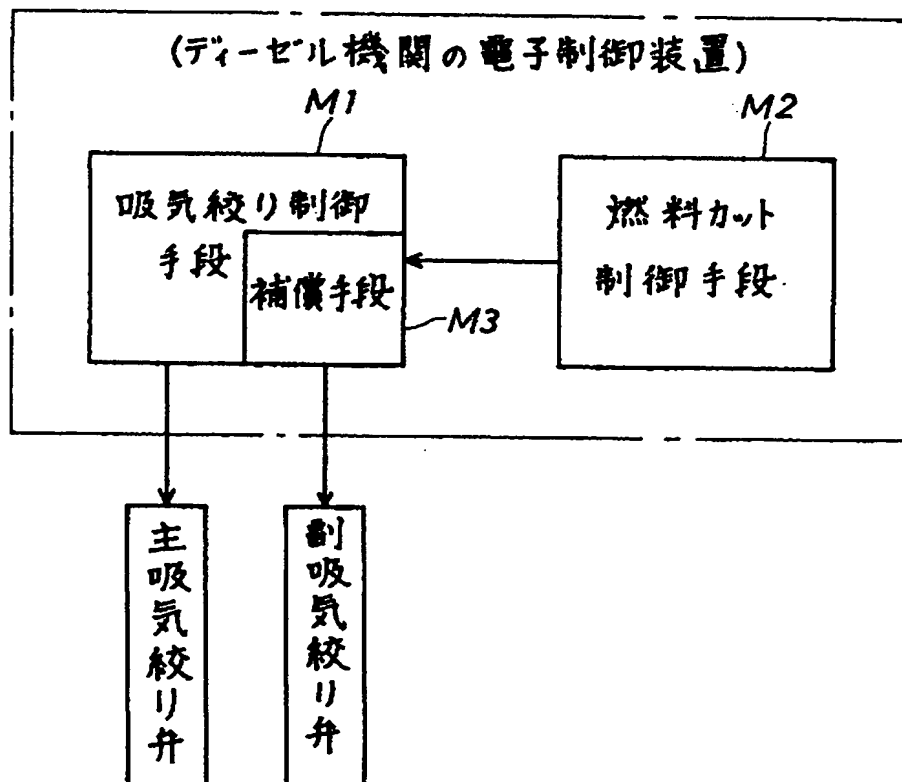 (ディーゼル機関の電子制御装置)
M1
M2
吸気絞り制御
手段
補償手段
M3
燃料カット
制御手段
主吸気絞り弁
副吸気絞り弁